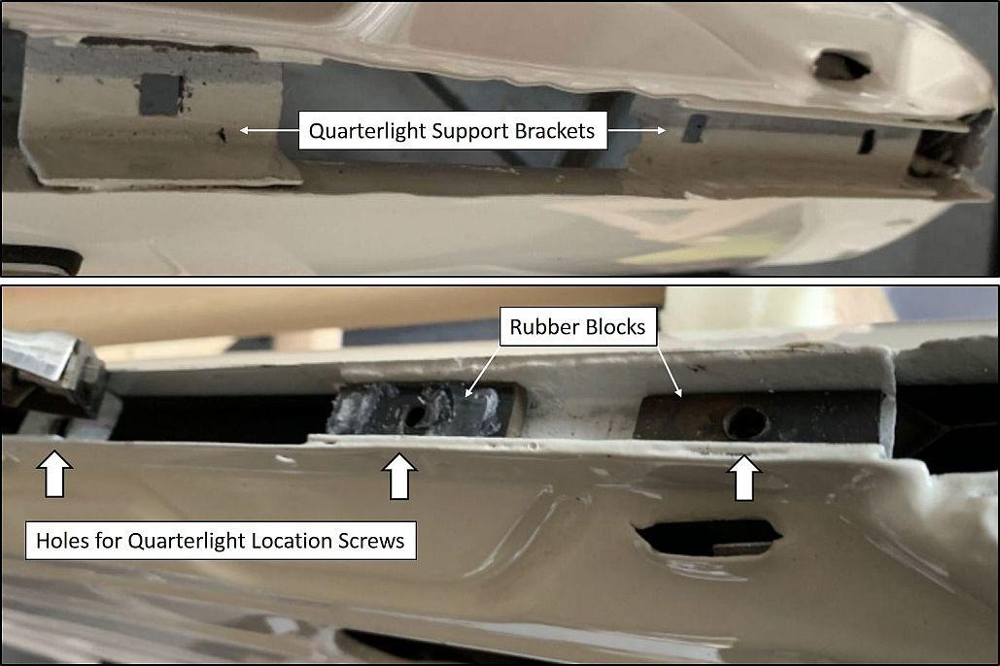 Quarterlight Support Brackets
Rubber Blocks
Holes for Quarterlight Location Screws